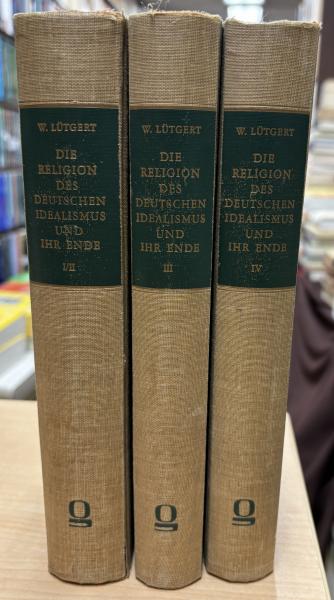 W. LÜTGERT
DIE
RELIGION
DES
DEUTSCHEN
IDEALISMUS
UND
IHR ENDE
I/II
W. LÜTGERT
DIE
RELIGION
DES
DEUTSCHEN
IDEALISMUS
UND
IHR ENDE
III
W. LÜTGERT
DIE
RELIGION
DES
DEUTSCHEN
IDEALISMUS
UND
IHR ENDE
IV